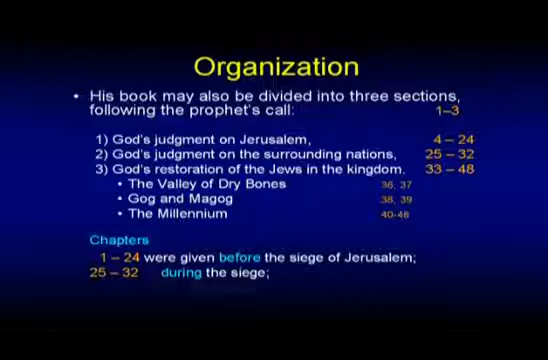 Organization
• His book may also be divided into three sections,
following the prophet's call: 1–3
1) God's judgment on Jerusalem, 4 – 24
2) God's judgment on the surrounding nations, 25 – 32
3) God's restoration of the Jews in the kingdom. 33 – 48
• The Valley of Dry Bones 36, 37
• Gog and Magog 38, 39
• The Millennium 40-48
Chapters
1 – 24 were given before the siege of Jerusalem;
25 – 32 during the siege;